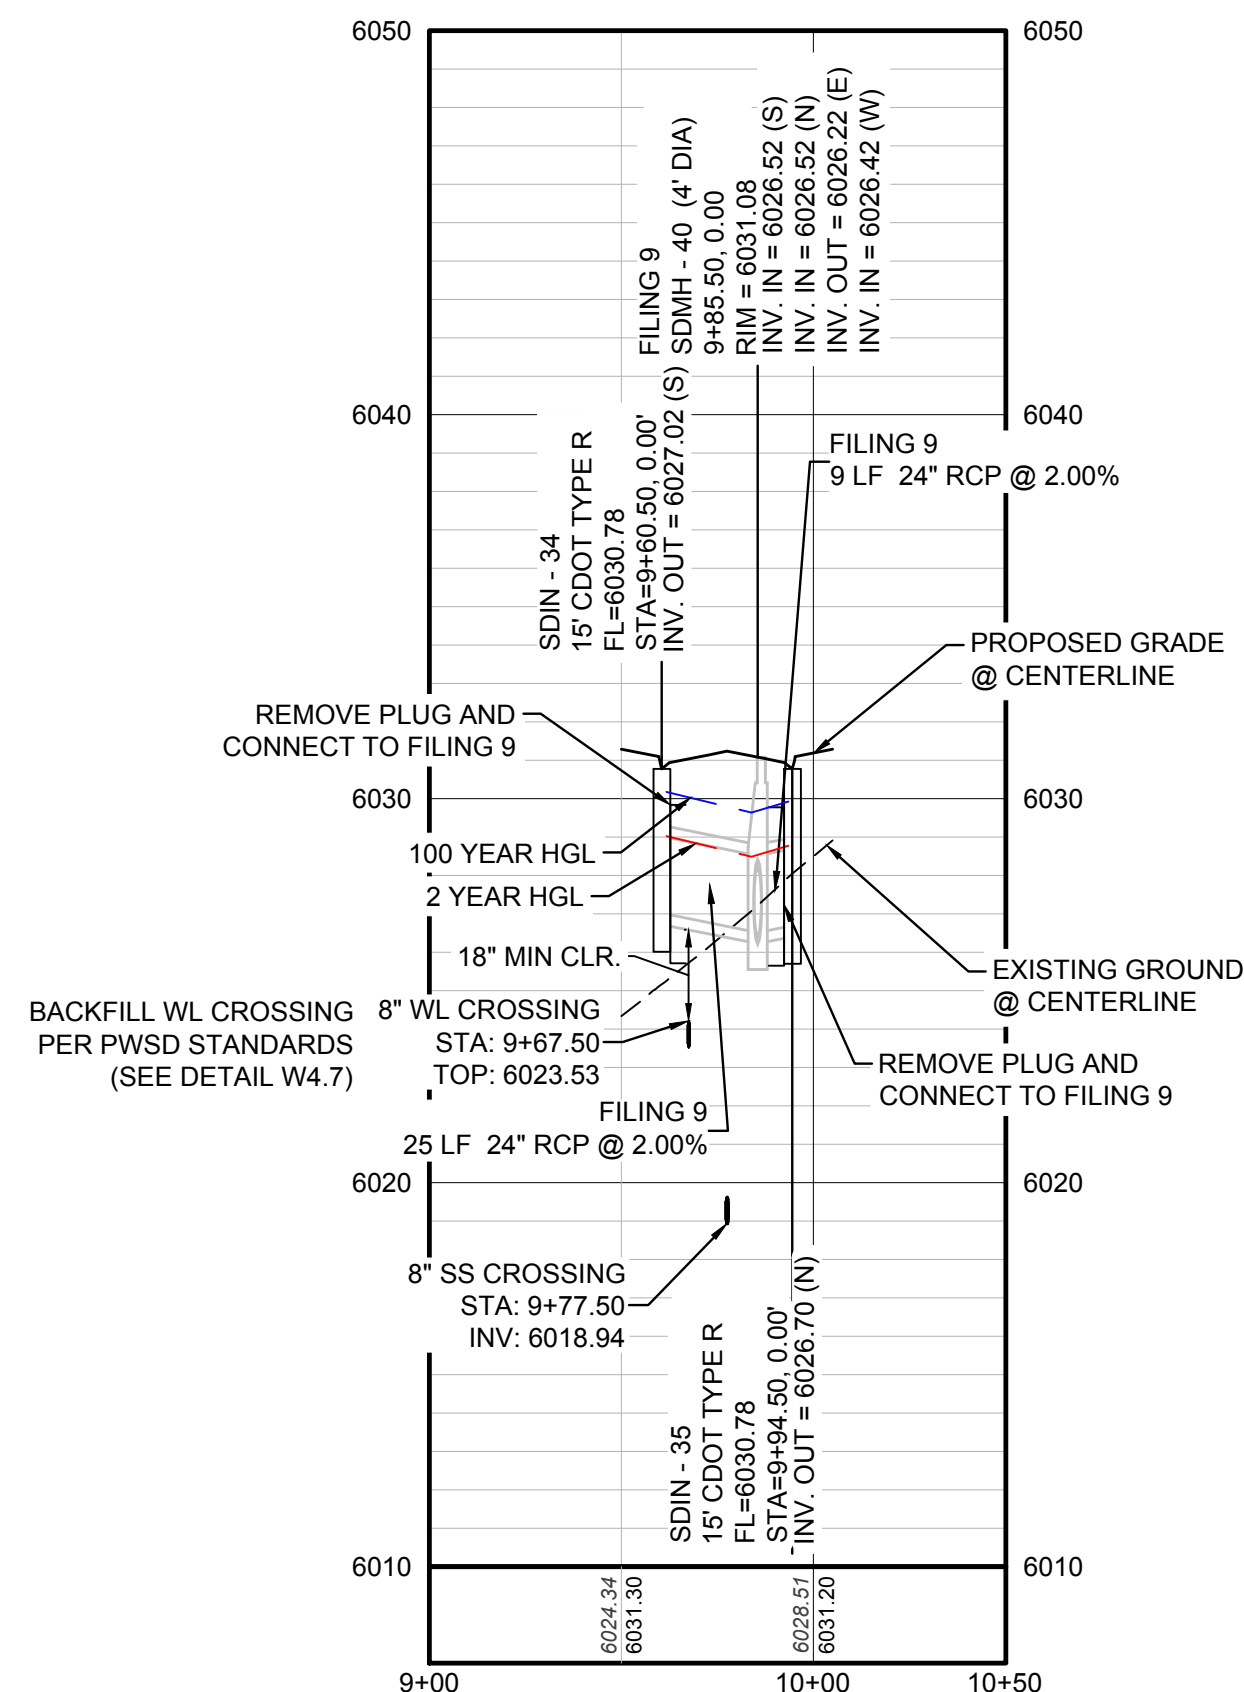 6050
6050
FILING 9
SDMH - 40 (4' DIA)
9+85.50, 0.00
RIM = 6031.08
INV. IN = 6026.52 (S)
INV. IN = 6026.52 (N)
INV. OUT = 6026.22 (E)
INV. IN = 6026.42 (W)
6040
6040
SDIN - 34
15' CDOT TYPE R
FL=6030.78
STA=9+60.50, 0.00'
INV. OUT = 6027.02 (S)
FILING 9
9 LF 24" RCP @ 2.00%
PROPOSED GRADE
@ CENTERLINE
REMOVE PLUG AND
CONNECT TO FILING 9
6030
6030
100 YEAR HGL
2 YEAR HGL
18" MIN CLR.
EXISTING GROUND
@ CENTERLINE
BACKFILL WL CROSSING
PER PWSD STANDARDS
(SEE DETAIL W4.7)
8" WL CROSSING
STA: 9+67.50
TOP: 6023.53
REMOVE PLUG AND
CONNECT TO FILING 9
FILING 9
25 LF 24" RCP @ 2.00%
6020
6020
8" SS CROSSING
STA: 9+77.50
INV: 6018.94
SDIN - 35
15' CDOT TYPE R
FL=6030.78
STA=9+94.50, 0.00'
INV. OUT = 6026.70 (N)
6010
6010
6024.34
6031.30
6028.51
6031.20
9+00
10+00
10+50